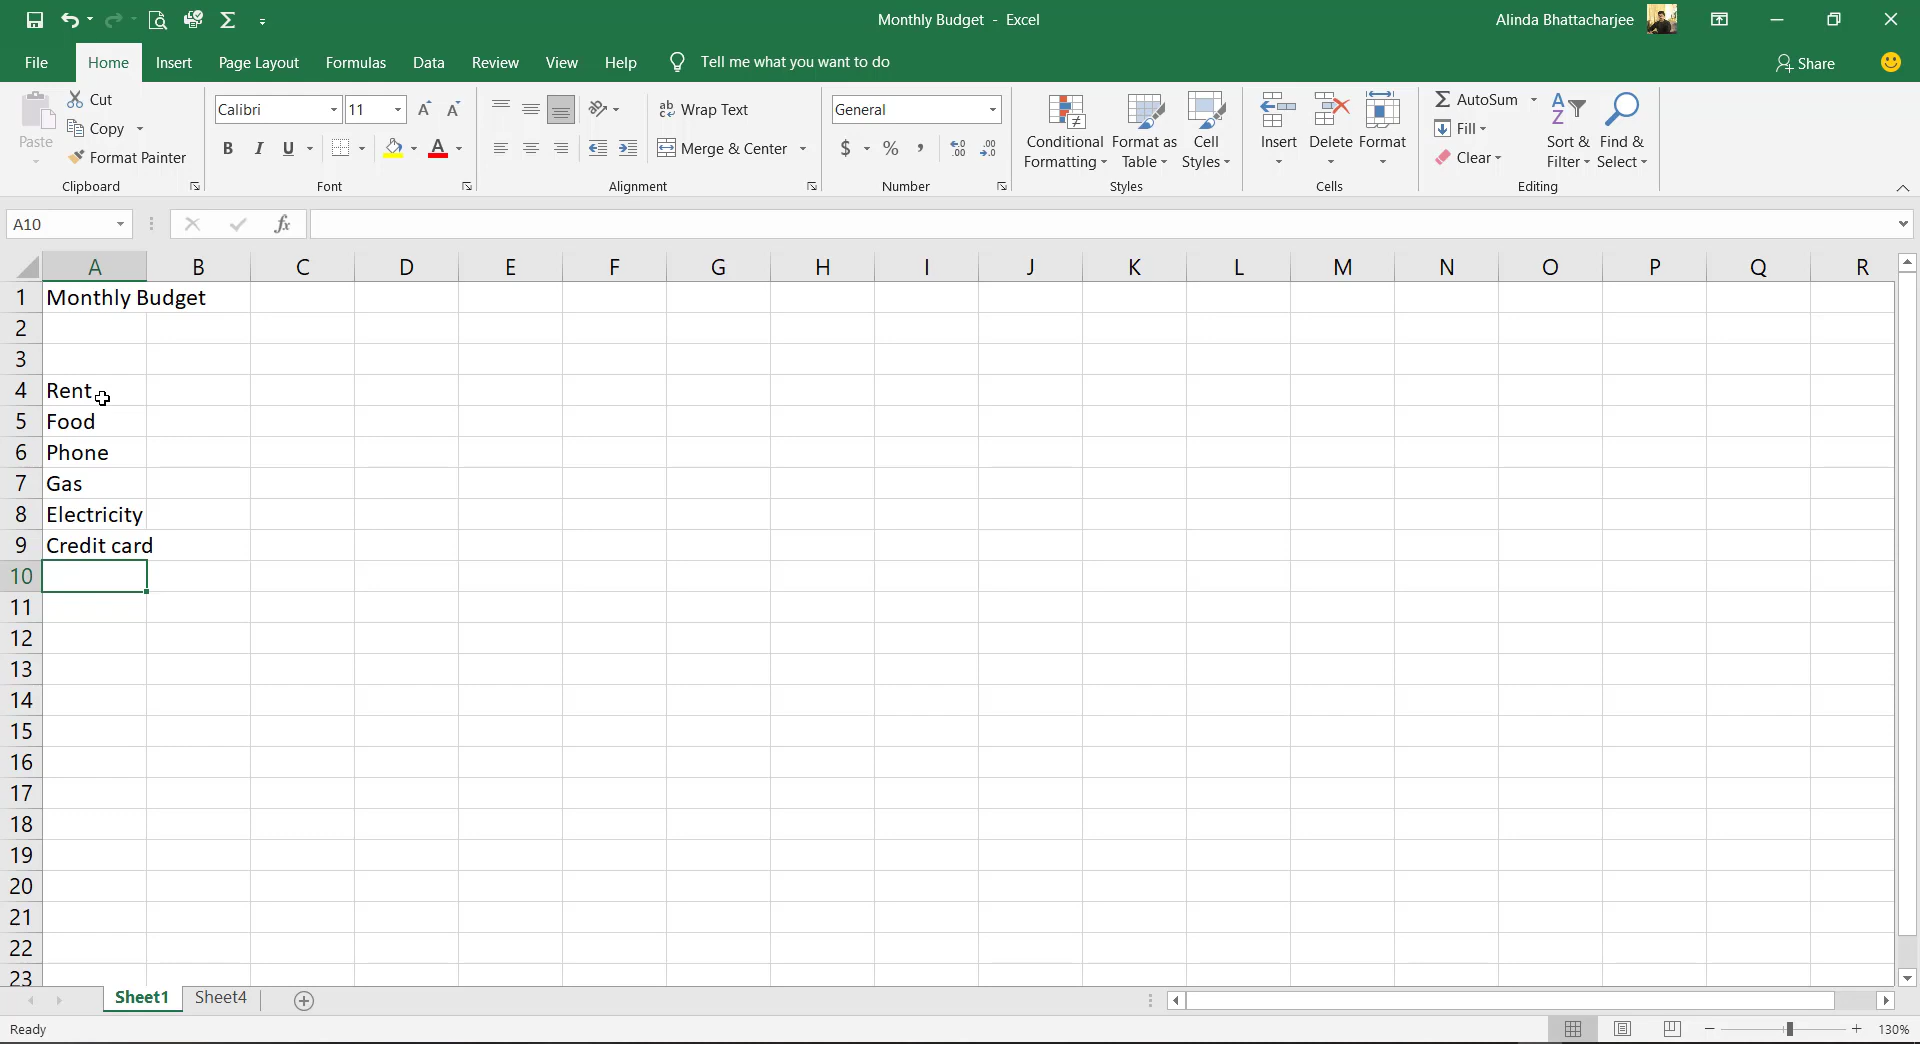 Monthly Budget - Excel
Alinda Bhattacharjee
File Home Insert Page Layout Formulas Data Review View Help Tell me what you want to do
Share
Paste
Cut
Copy
Format Painter
Clipboard
Calibri 11
B I U A
Font
ab Wrap Text
Merge & Center
Alignment
General
$ % ,
Number
Conditional Formatting
Format as Table
Cell Styles
Styles
Insert Delete Format
Cells
AutoSum
Fill
Clear
Sort & Filter
Find & Select
Editing
A10 fx
A B C D E F G H I J K L M N O P Q R
1 Monthly Budget
2
3
4 Rent
5 Food
6 Phone
7 Gas
8 Electricity
9 Credit card
10
11
12
13
14
15
16
17
18
19
20
21
22
23
Sheet1 Sheet4
Ready
130%